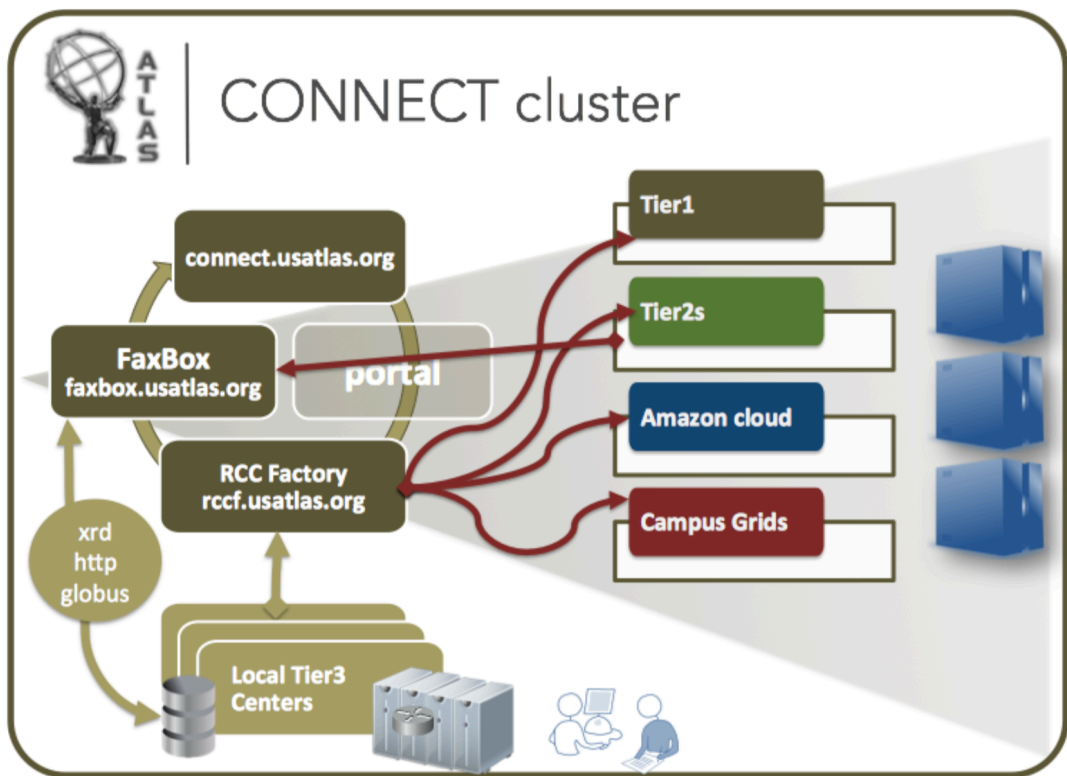 ATLAS
CONNECT cluster
connect.usatlas.org
FaxBox
faxbox.usatlas.org
portal
RCC Factory
rccf.usatlas.org
xrd
http
globus
Local Tier3
Centers
Tier1
Tier2s
Amazon cloud
Campus Grids